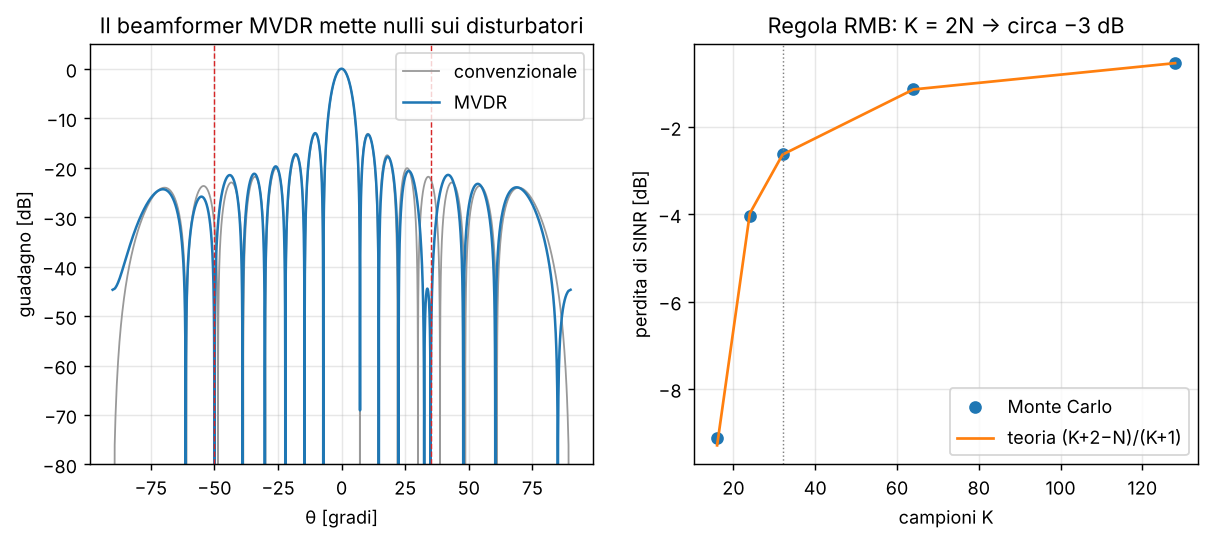 Il beamformer MVDR mette nulli sui disturbatori
convenzionale
MVDR
0
−10
−20
−30
−40
−50
−60
−70
−80
guadagno [dB]
−75
−50
−25
0
25
50
75
θ [gradi]
Regola RMB: K = 2N → circa −3 dB
−2
−4
−6
−8
perdita di SINR [dB]
Monte Carlo
teoria (K+2−N)/(K+1)
20
40
60
80
100
120
campioni K